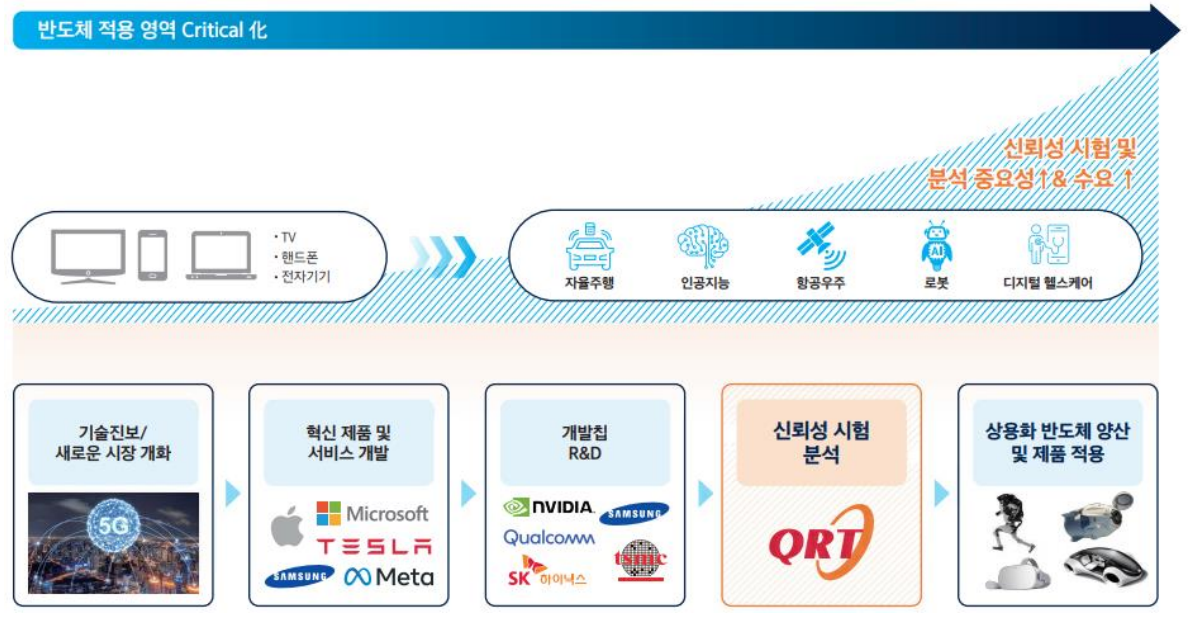 반도체 적용 영역 Critical 化
신뢰성 시험 및
분석 중요성↑& 수요 ↑
· TV
· 핸드폰
· 전자기기
자율주행
인공지능
항공우주
AI
로봇
디지털 헬스케어
기술진보/
새로운 시장 개화
5G
혁신 제품 및
서비스 개발
Microsoft
TESLA
SAMSUNG
Meta
개발칩
R&D
NVIDIA.
SAMSUNG
Qualcomm
SK 하이닉스
tsmc
신뢰성 시험
분석
QRT
상용화 반도체 양산
및 제품 적용